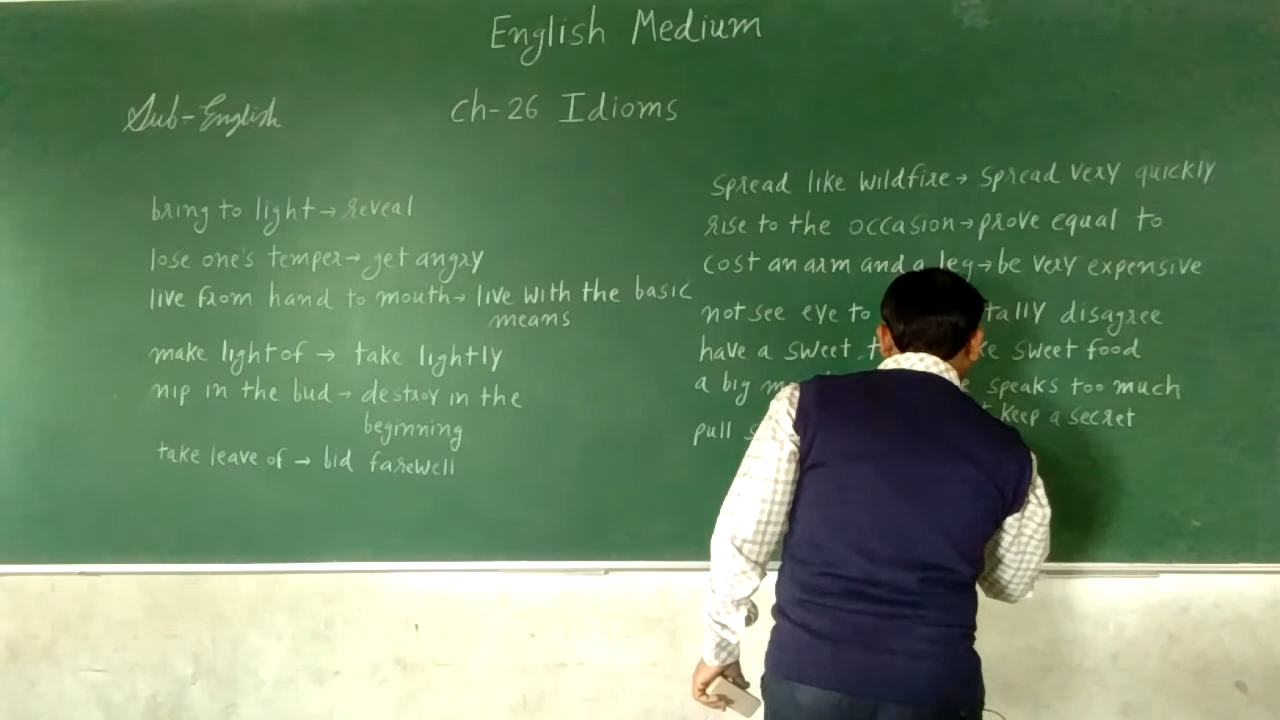 English Medium
Sub-English
Ch-26 Idioms
bring to light → reveal
lose one's temper → get angry
live from hand to mouth → live with the basic
means
make light of → take lightly
nip in the bud → destroy in the
beginning
take leave of → bid farewell
spread like wildfire → spread very quickly
rise to the occasion → prove equal to
cost an arm and a leg → be very expensive
not see eye to disagree
have a sweet sweet food
a big speaks too much
keep a secret
pull